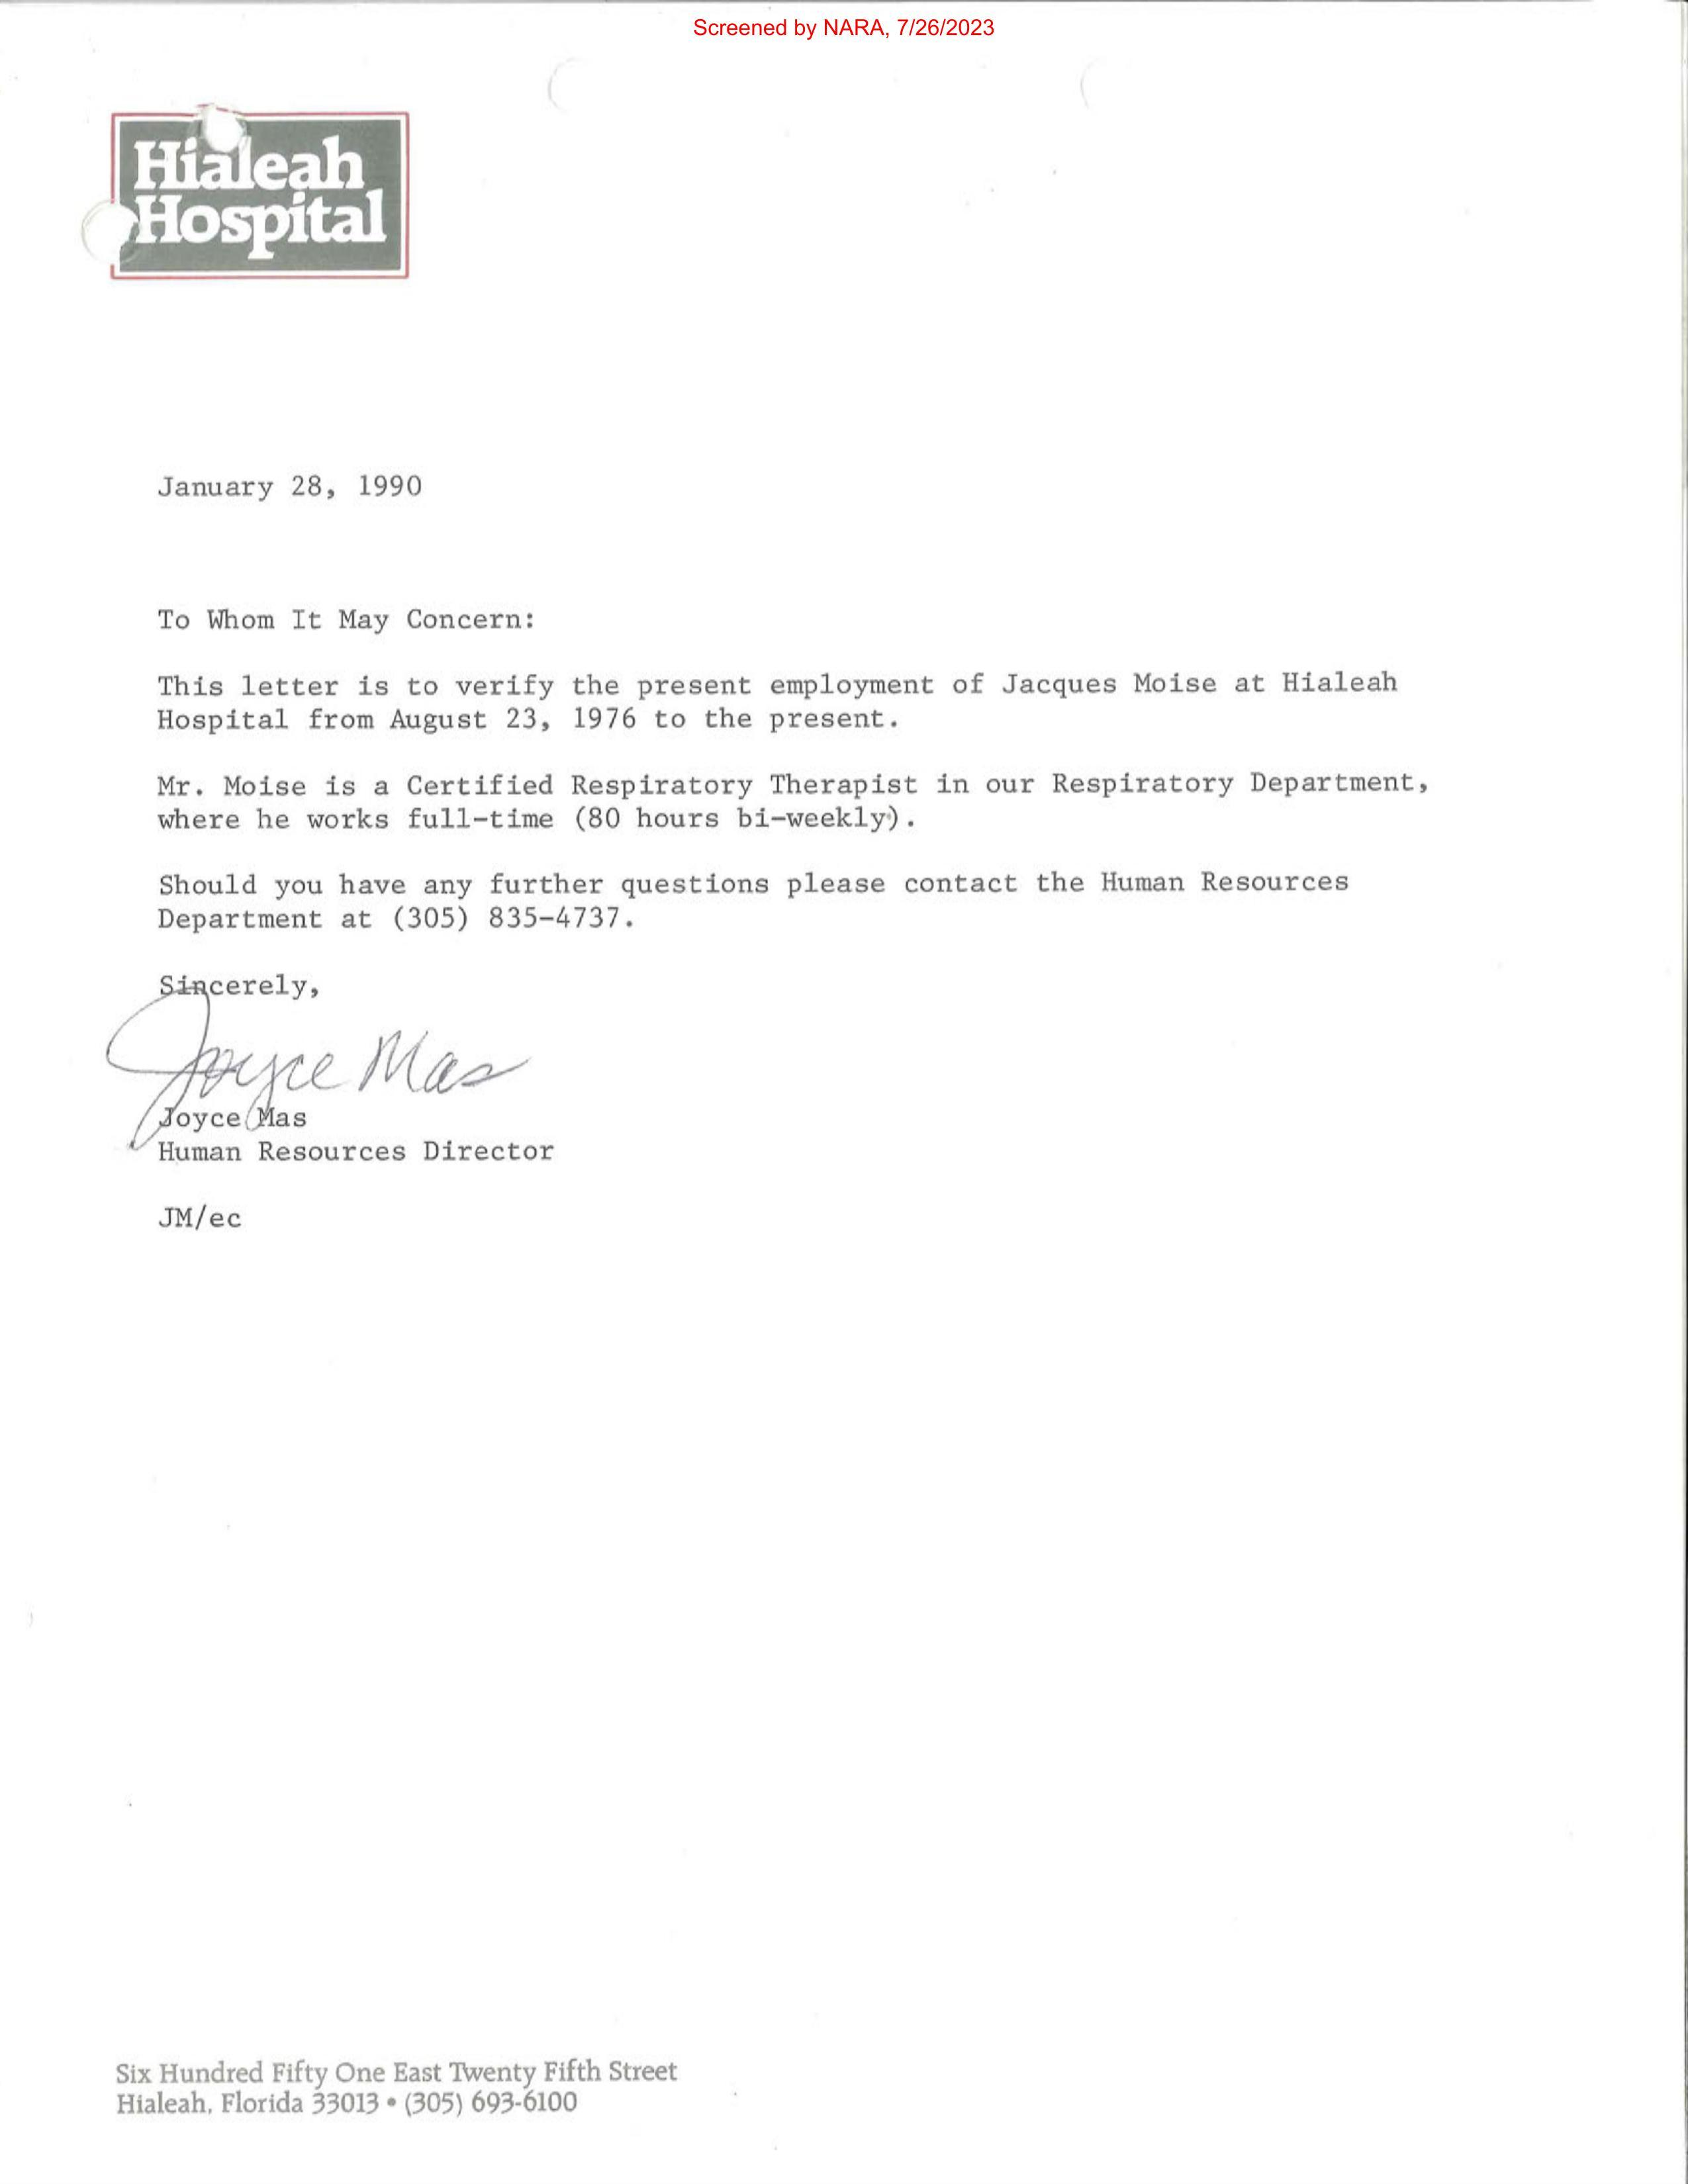 Screened by NARA, 7/26/2023
Hialeah
Hospital
January 28, 1990
To Whom It May Concern:
This letter is to verify the present employment of Jacques Moise at Hialeah
Hospital from August 23, 1976 to the present.
Mr. Moise is a Certified Respiratory Therapist in our Respiratory Department,
where he works full-time (80 hours bi-weekly).
Should you have any further questions please contact the Human Resources
Department at (305) 835-4737.
Sincerely,
Joyce Mas
Joyce Mas
Human Resources Director
JM/ec
Six Hundred Fifty One East Twenty Fifth Street
Hialeah, Florida 33013 • (305) 693-6100